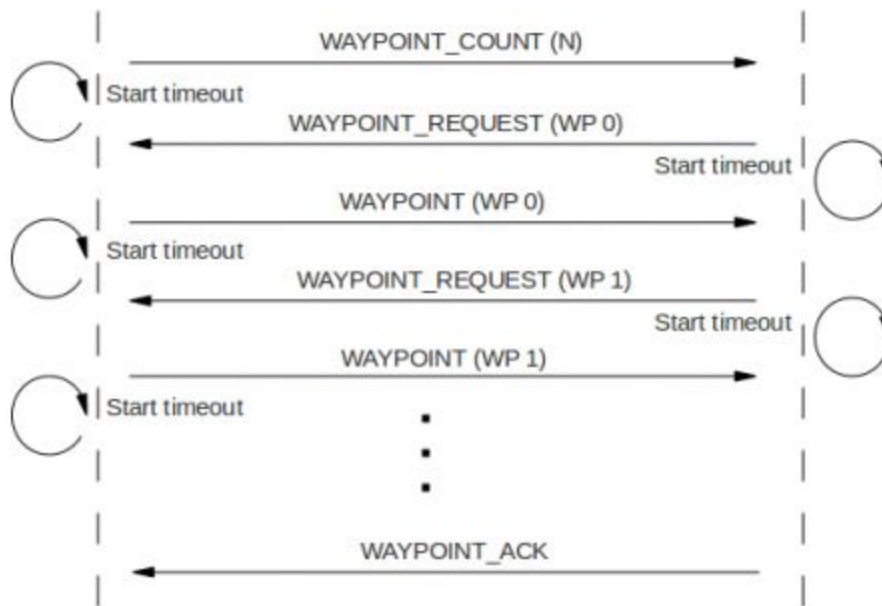 WAYPOINT_COUNT (N)
Start timeout
WAYPOINT_REQUEST (WP 0)
Start timeout
WAYPOINT (WP 0)
Start timeout
WAYPOINT_REQUEST (WP 1)
Start timeout
WAYPOINT (WP 1)
Start timeout
WAYPOINT_ACK